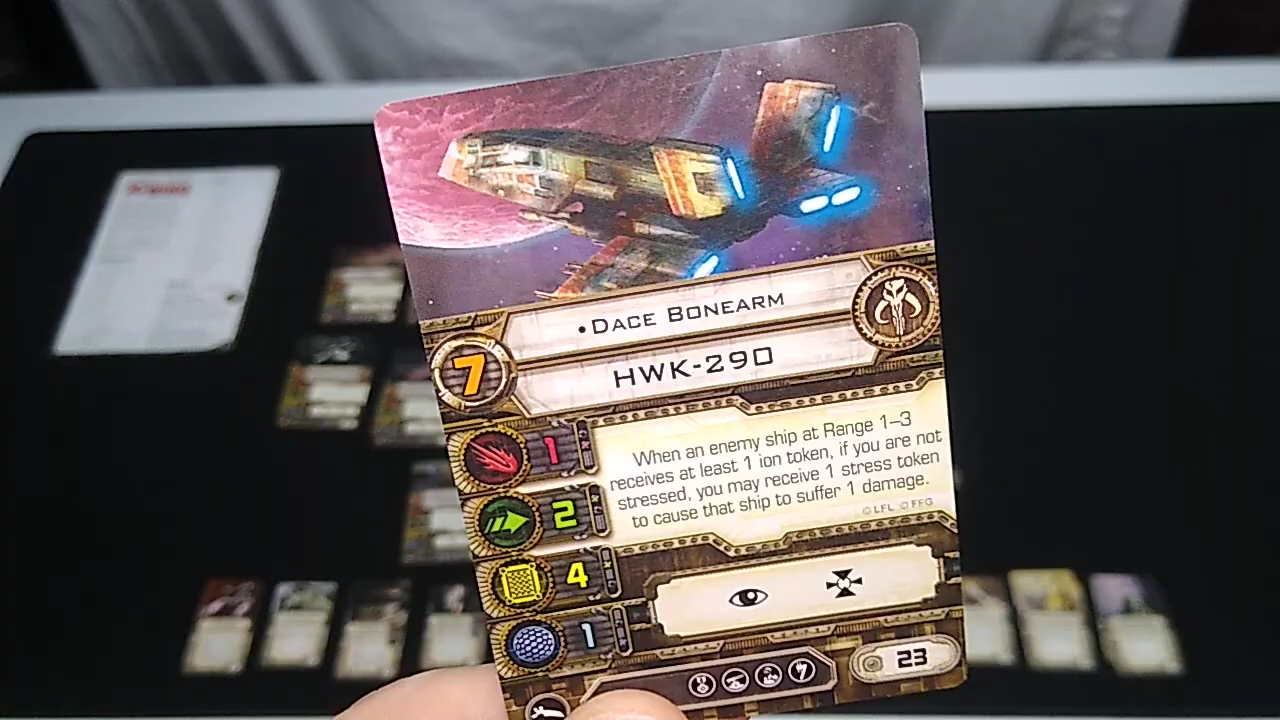 •Dace Bonearm
7
HWK-290
1
When an enemy ship at Range 1–3
receives at least 1 ion token, if you are not
stressed, you may receive 1 stress token
to cause that ship to suffer 1 damage.
©LFL ©FFG
2
4
1
23